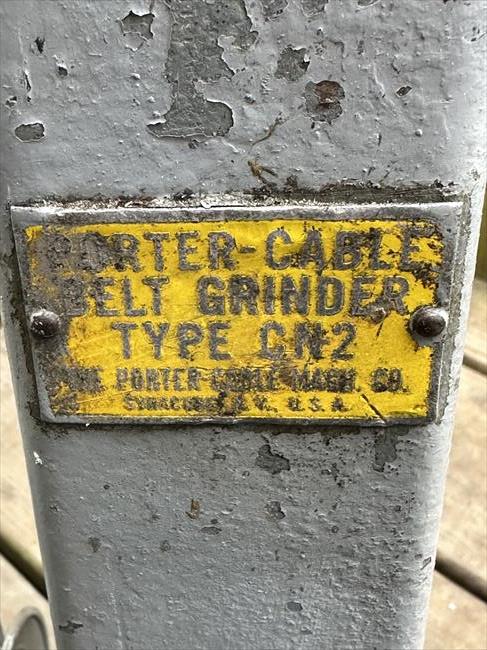 PORTER-CABLE
BELT GRINDER
TYPE CN2
THE PORTER-CABLE MACH. CO.
SYRACUSE, N.Y., U.S.A.